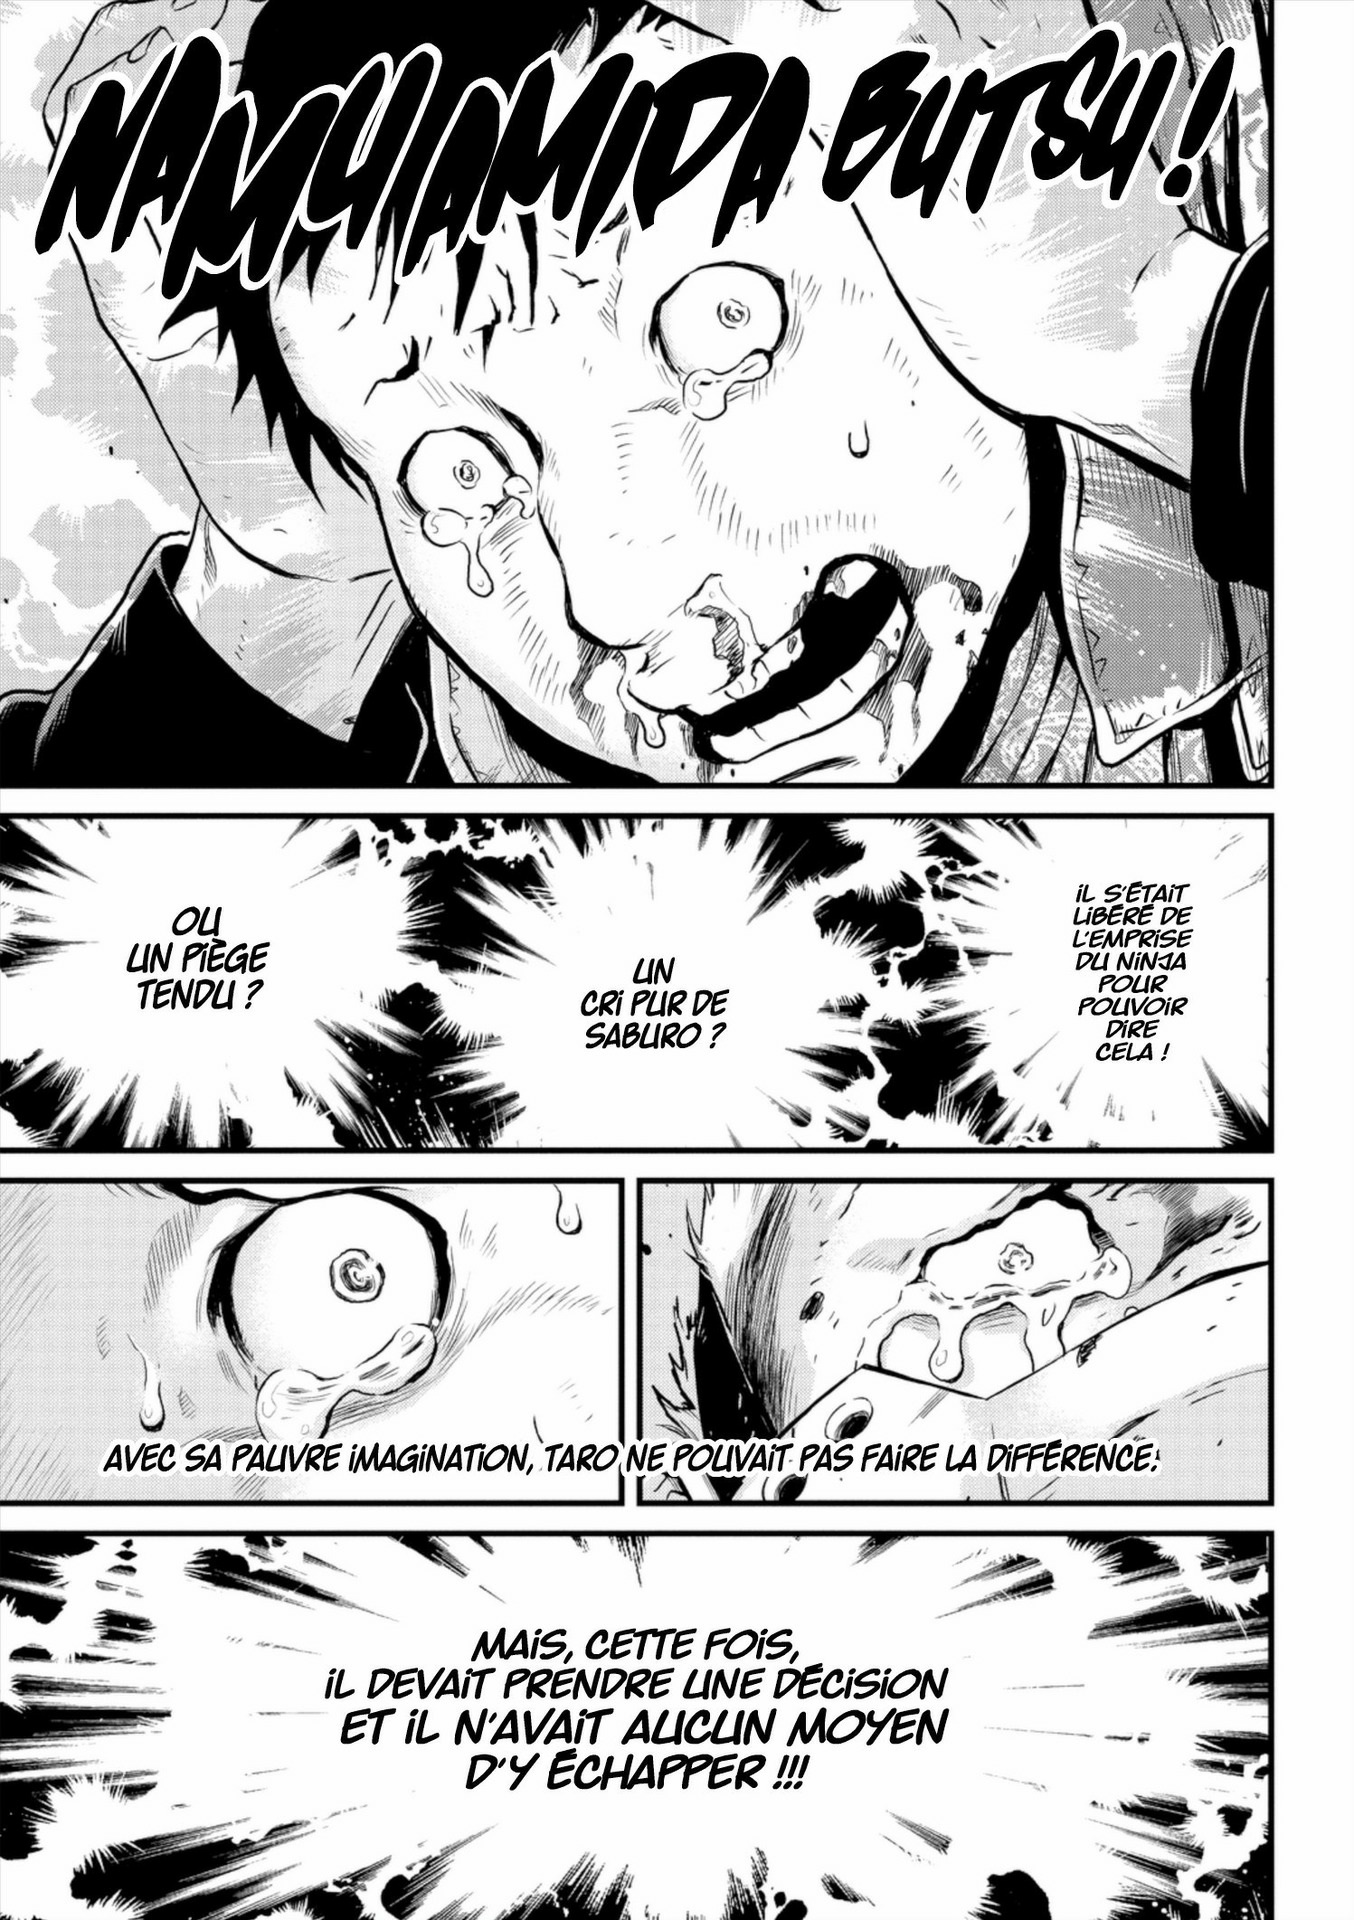 NAMU AMIDA BUTSU !
IL S'ÉTAIT
LIBÉRÉ DE
L'EMPRISE
DU NINJA
POUR
POUVOIR
DIRE
CELA !
UN
CRI PUR DE
SABURO ?
OU
UN PIÈGE
TENDU ?
AVEC SA PAUVRE IMAGINATION, TARO NE POUVAIT PAS FAIRE LA DIFFÉRENCE.
MAIS, CETTE FOIS,
IL DEVAIT PRENDRE UNE DÉCISION
ET IL N'AVAIT AUCUN MOYEN
D'Y ÉCHAPPER !!!